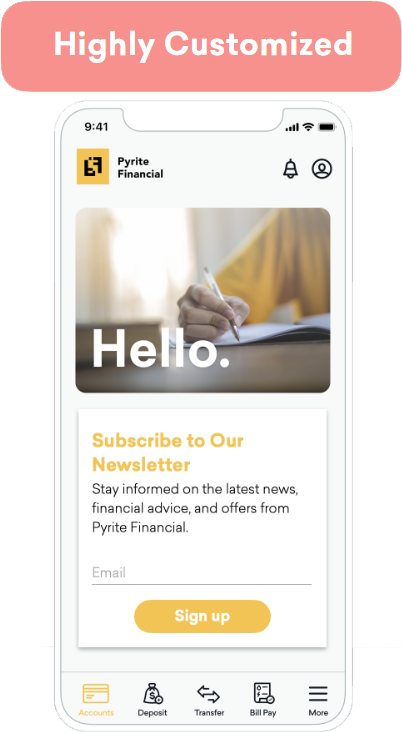 Highly Customized
9:41
Pyrite
Financial
Hello.
Subscribe to Our
Newsletter
Stay informed on the latest news,
financial advice, and offers from
Pyrite Financial.
Email
Sign up
Accounts Deposit Transfer Bill Pay More